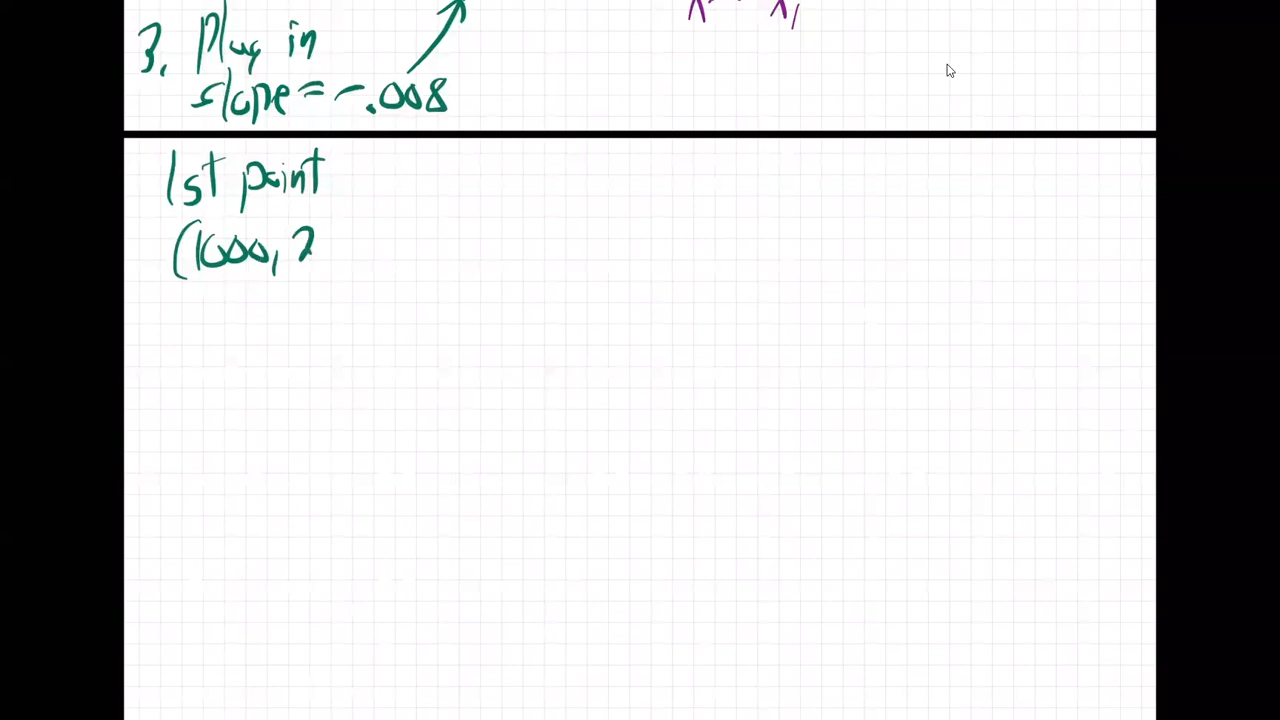 3. Plug in
slope = -.008
1st point
(1000, 2